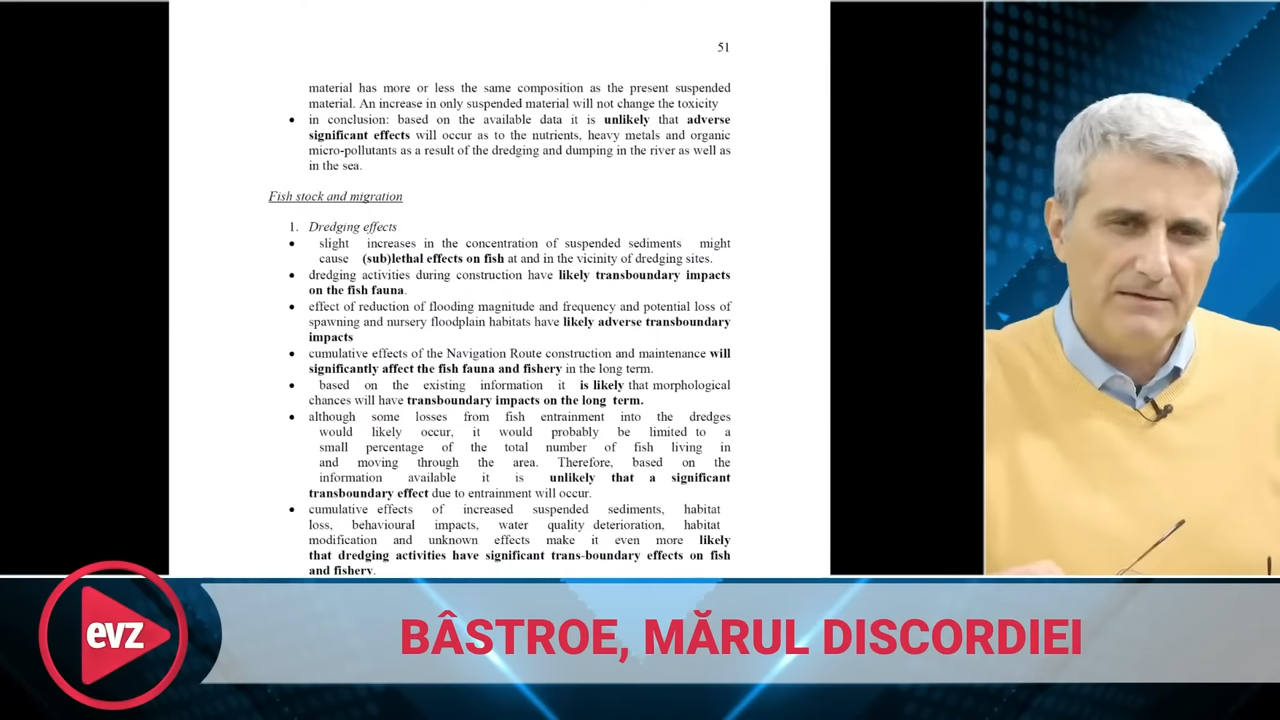 51
material has more or less the same composition as the present suspended
material. An increase in only suspended material will not change the toxicity
• in conclusion: based on the available data it is unlikely that adverse
significant effects will occur as to the nutrients, heavy metals and organic
micro-pollutants as a result of the dredging and dumping in the river as well as
in the sea.
Fish stock and migration
1. Dredging effects
• slight increases in the concentration of suspended sediments might
cause (sub)lethal effects on fish at and in the vicinity of dredging sites.
• dredging activities during construction have likely transboundary impacts
on the fish fauna.
• effect of reduction of flooding magnitude and frequency and potential loss of
spawning and nursery floodplain habitats have likely adverse transboundary
impacts
• cumulative effects of the Navigation Route construction and maintenance will
significantly affect the fish fauna and fishery in the long term.
• based on the existing information it is likely that morphological
chances will have transboundary impacts on the long term.
• although some losses from fish entrainment into the dredges
would likely occur, it would probably be limited to a
small percentage of the total number of fish living in
and moving through the area. Therefore, based on the
information available it is unlikely that a significant
transboundary effect due to entrainment will occur.
• cumulative effects of increased suspended sediments, habitat
loss, behavioural impacts, water quality deterioration, habitat
modification and unknown effects make it even more likely
that dredging activities have significant trans-boundary effects on fish
and fishery.
evz
BÂSTROE, MĂRUL DISCORDIEI